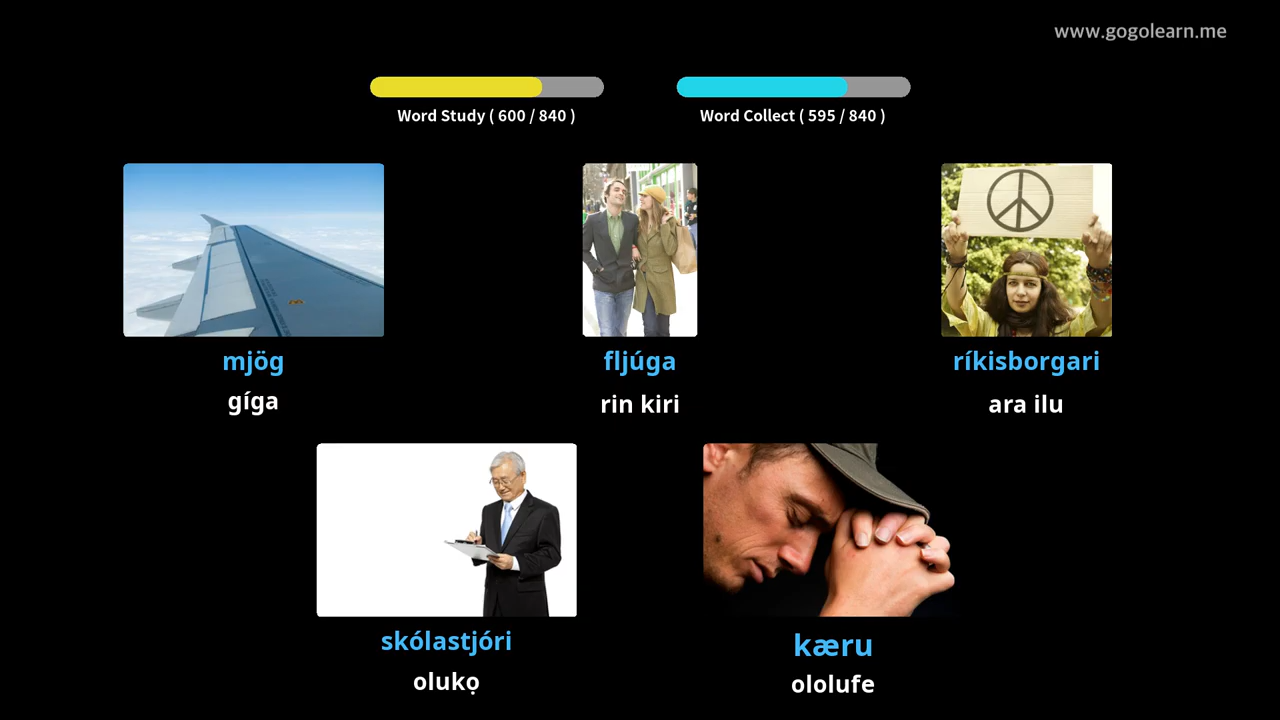 www.gogolearn.me
Word Study ( 600 / 840 )
Word Collect ( 595 / 840 )
mjög
gíga
fljúga
rin kiri
ríkisborgari
ara ilu
skólastjóri
olukọ
kæru
ololufe